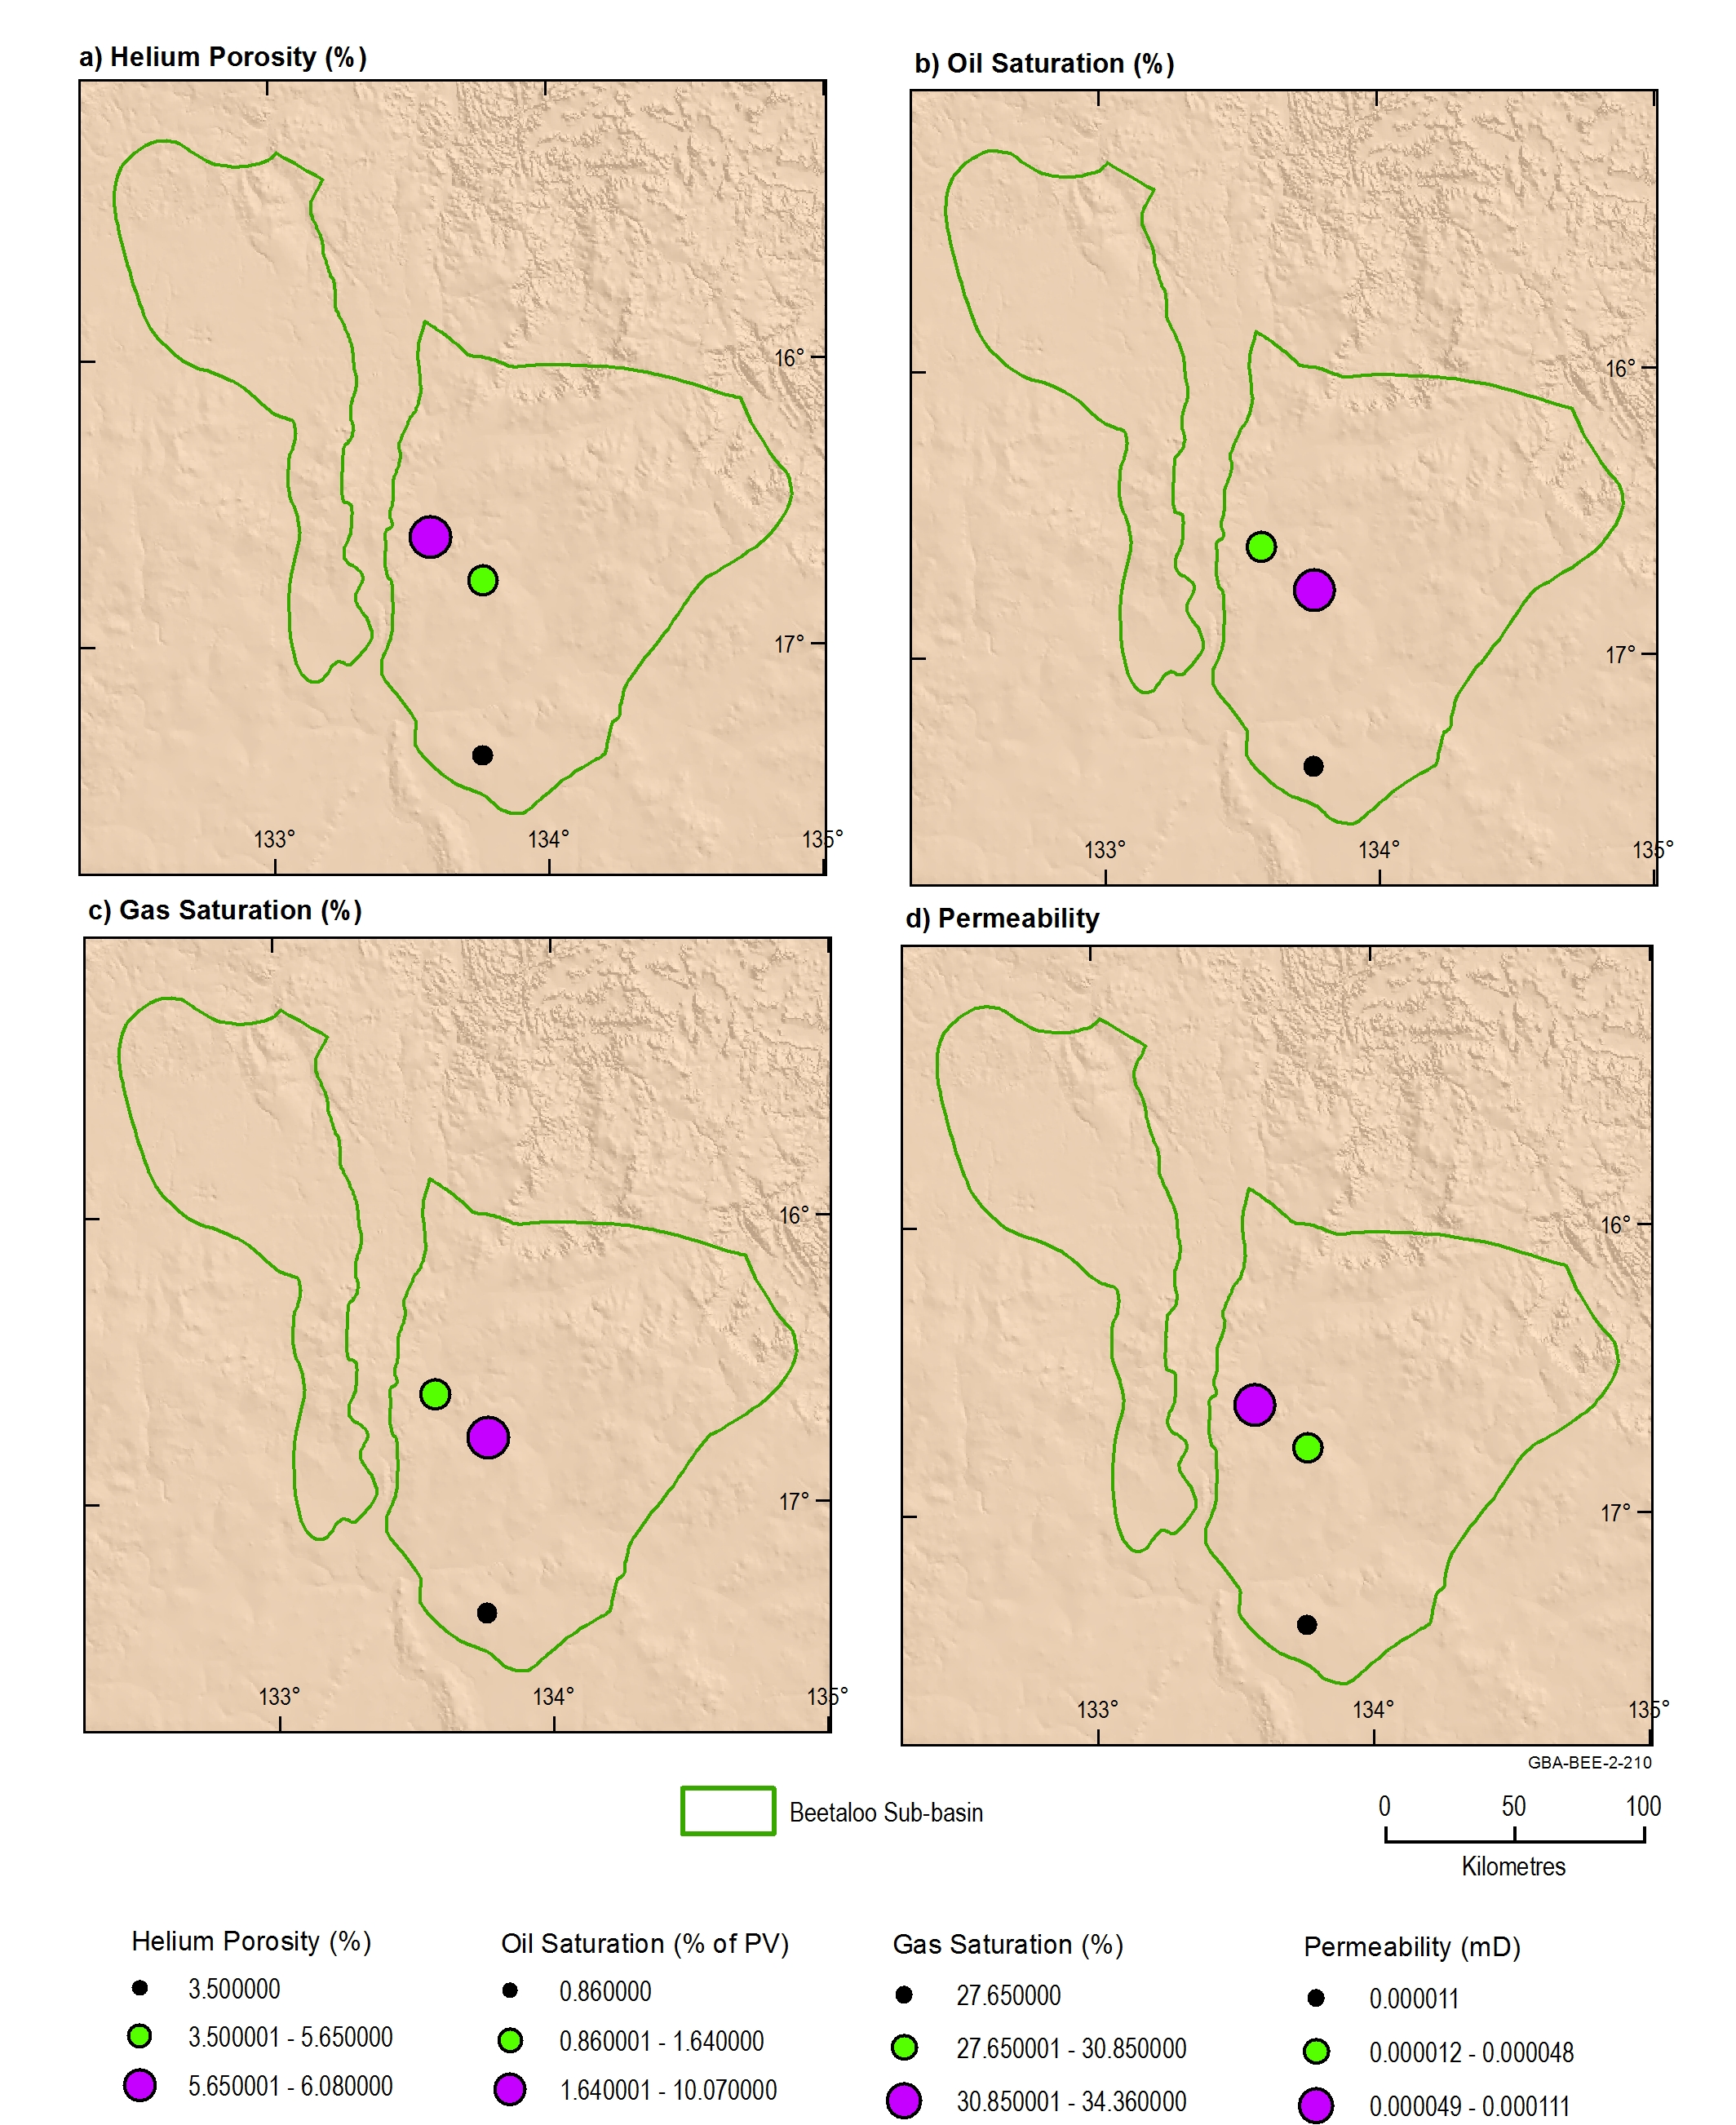 a) Helium Porosity (%)
b) Oil Saturation (%)
16°
17°
133°
134°
135°
16°
17°
133°
134°
135°
c) Gas Saturation (%)
d) Permeability
16°
17°
133°
134°
135°
16°
17°
133°
134°
135°
GBA-BEE-2-210
Beetaloo Sub-basin
0 50 100
Kilometres
Helium Porosity (%)
3.500000
3.500001 - 5.650000
5.650001 - 6.080000
Oil Saturation (% of PV)
0.860000
0.860001 - 1.640000
1.640001 - 10.070000
Gas Saturation (%)
27.650000
27.650001 - 30.850000
30.850001 - 34.360000
Permeability (mD)
0.000011
0.000012 - 0.000048
0.000049 - 0.000111